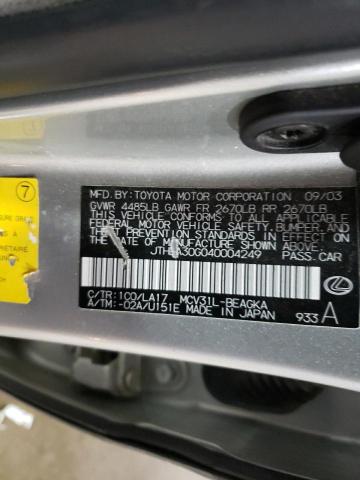 MFD. BY: TOYOTA MOTOR CORPORATION 09/03
GVWR 4485LB GAWR FR 2670LB RR 2670LB
THIS VEHICLE CONFORMS TO ALL APPLICABLE
FEDERAL MOTOR VEHICLE SAFETY, BUMPER, AND
THEFT PREVENTION STANDARDS IN EFFECT ON
THE DATE OF MANUFACTURE SHOWN ABOVE.
PASS.CAR
C/TR: 1C0/LA17 MCV31L-BEAGKA
A/TM: -02A/U151E MADE IN JAPAN
933 A
7